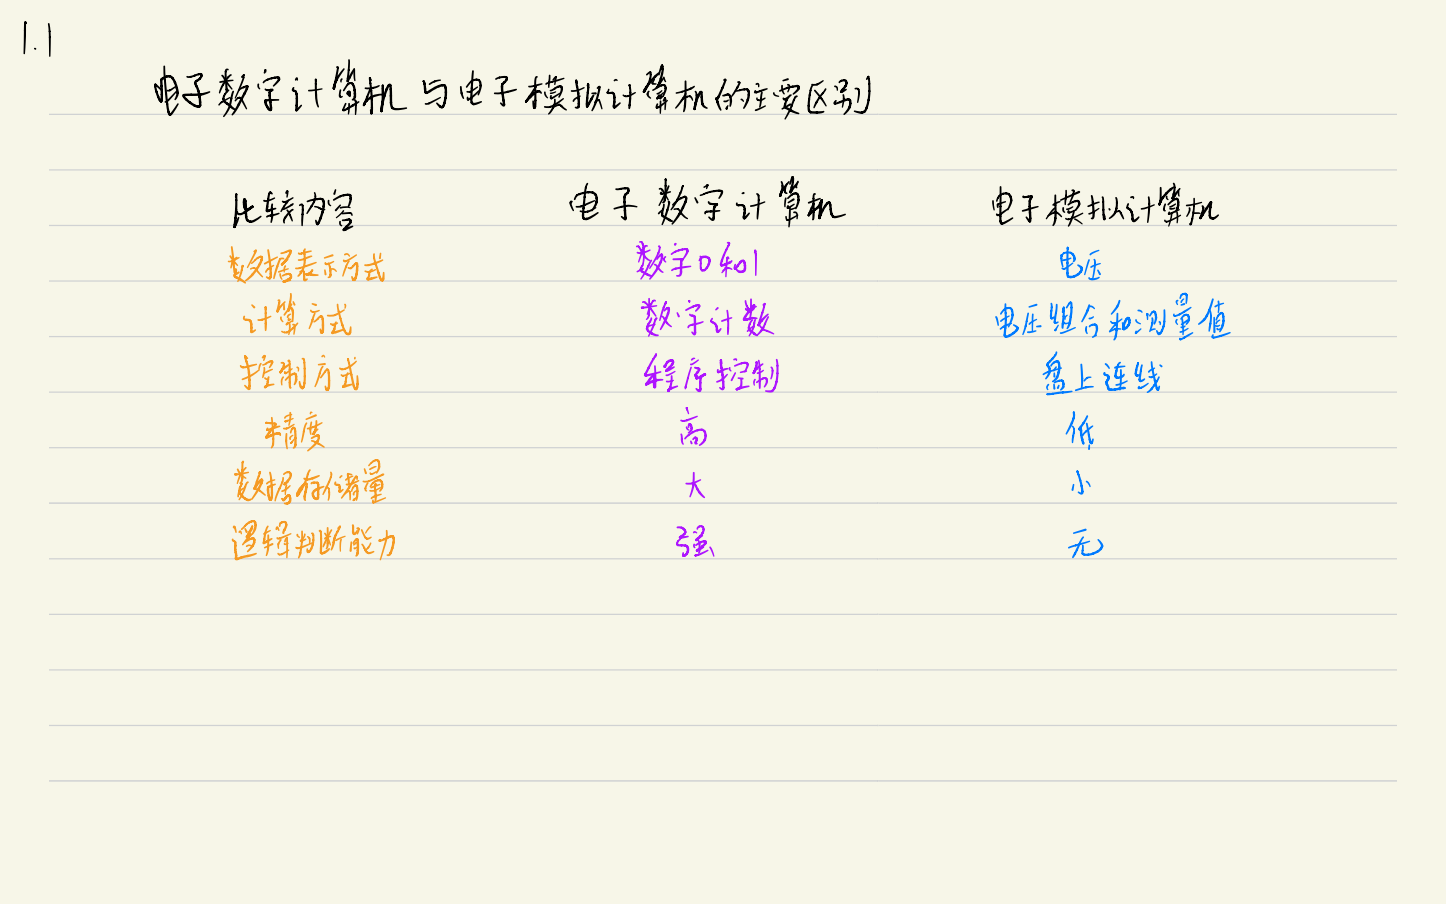 1.1
电子数字计算机与电子模拟计算机的主要区别
比较内容 电子数字计算机 电子模拟计算机
数据表示方式 数字0和1 电压
计算方式 数字计数 电压组合和测量值
控制方式 程序控制 盘上连线
精度 高 低
数据存储量 大 小
逻辑判断能力 强 无